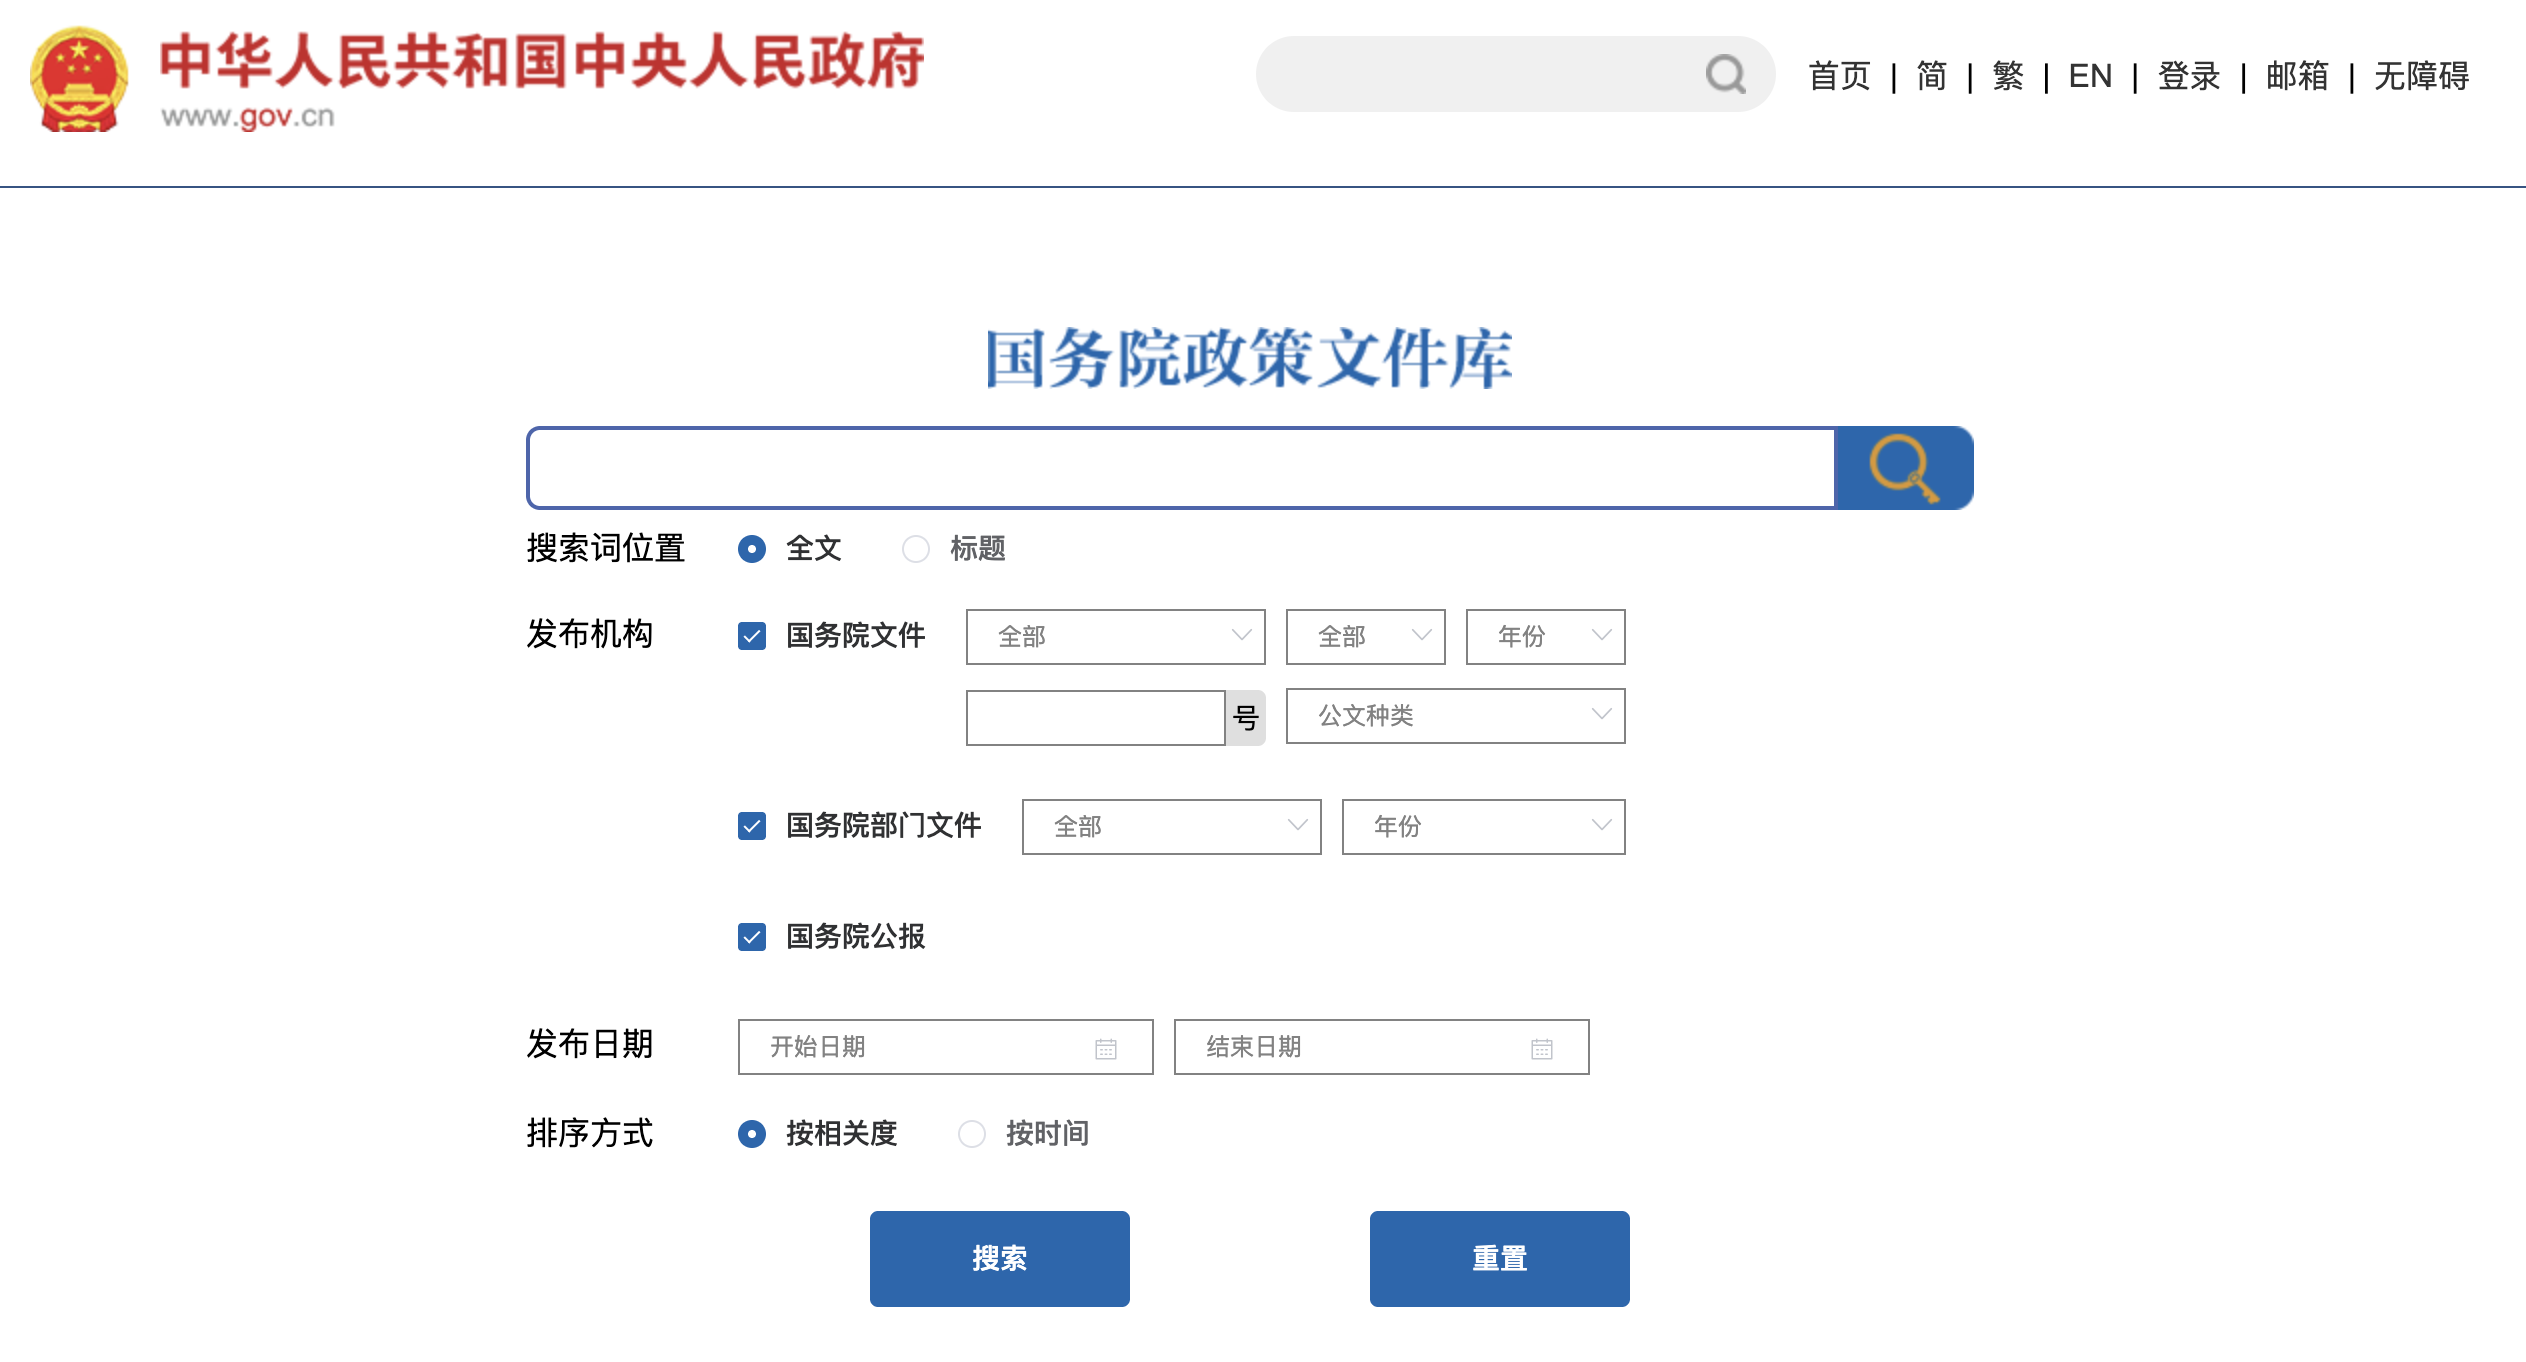 中华人民共和国中央人民政府
www.gov.cn
首页 | 简 | 繁 | EN | 登录 | 邮箱 | 无障碍
国务院政策文件库
搜索词位置 全文 标题
发布机构 国务院文件 全部 全部 年份
号 公文种类
国务院部门文件 全部 年份
国务院公报
发布日期 开始日期 结束日期
排序方式 按相关度 按时间
搜索 重置